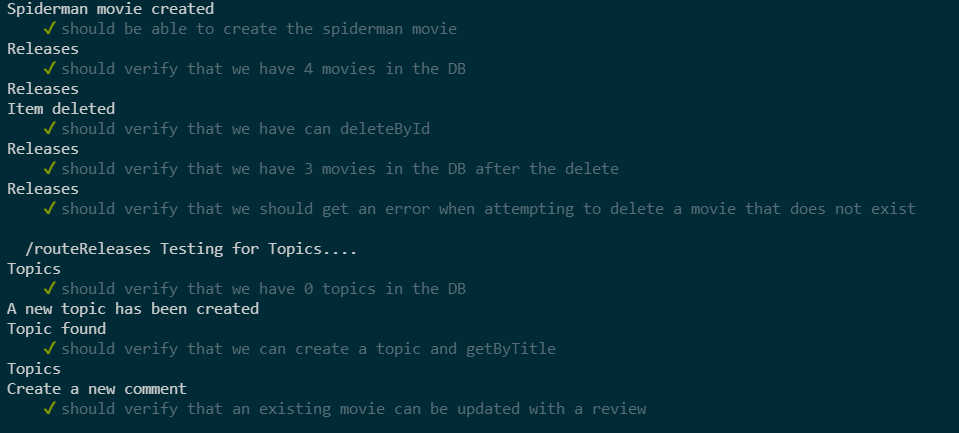 Spiderman movie created
✓ should be able to create the spiderman movie
Releases
✓ should verify that we have 4 movies in the DB
Releases
Item deleted
✓ should verify that we have can deleteById
Releases
✓ should verify that we have 3 movies in the DB after the delete
Releases
✓ should verify that we should get an error when attempting to delete a movie that does not exist
/routeReleases Testing for Topics....
Topics
✓ should verify that we have 0 topics in the DB
A new topic has been created
Topic found
✓ should verify that we can create a topic and getByTitle
Topics
Create a new comment
✓ should verify that an existing movie can be updated with a review